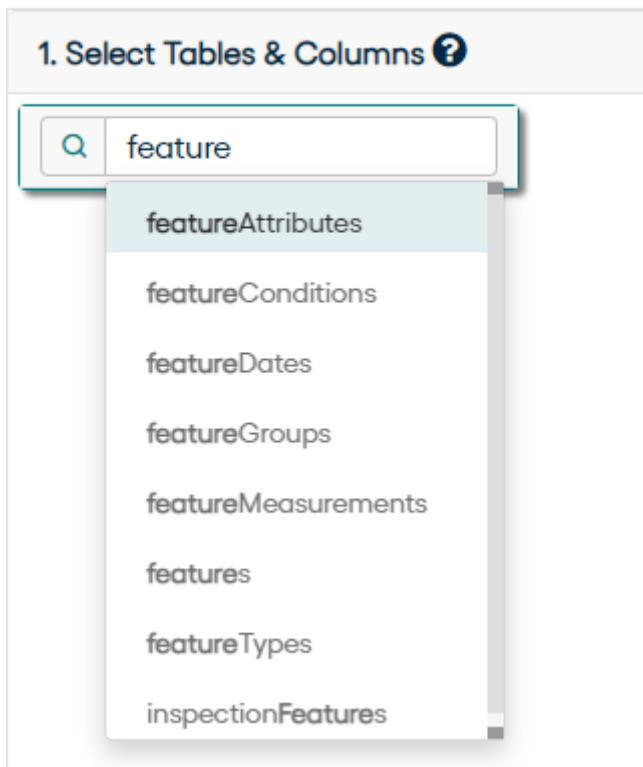 1. Select Tables & Columns ?
feature
featureAttributes
featureConditions
featureDates
featureGroups
featureMeasurements
features
featureTypes
inspectionFeatures